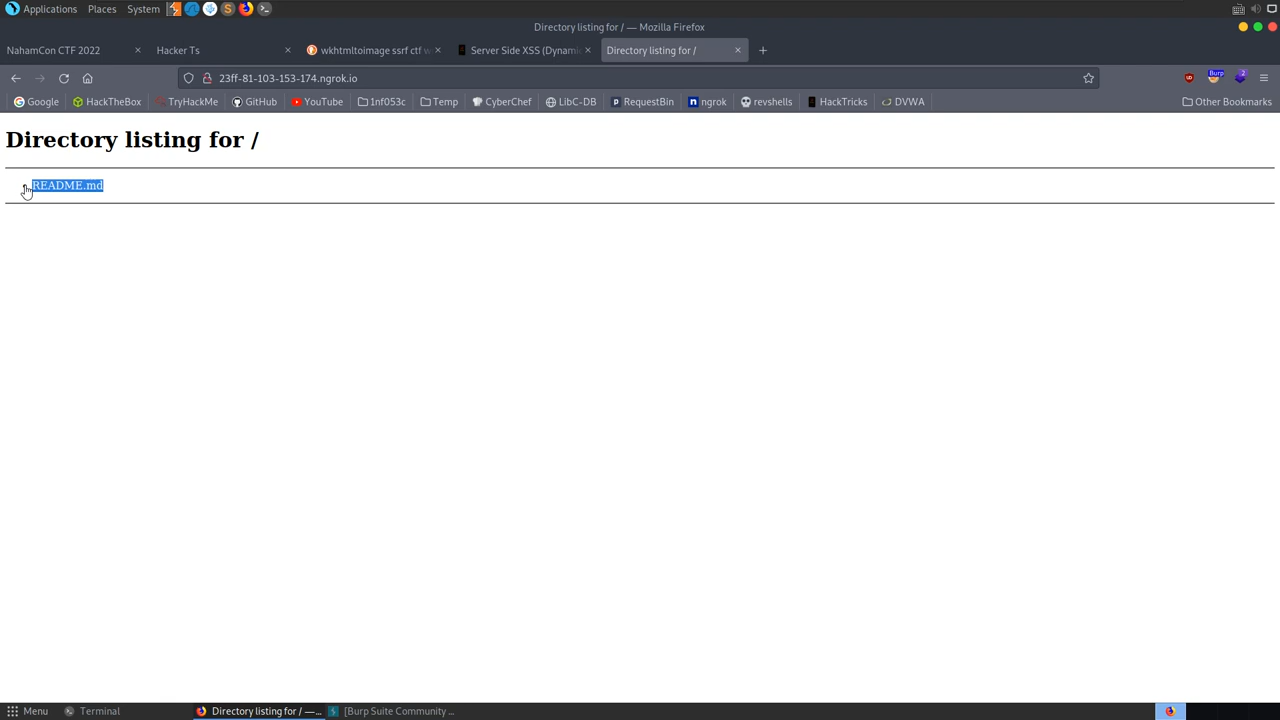 Applications Places System
Directory listing for / — Mozilla Firefox
NahamCon CTF 2022 Hacker Ts wkhtmltoimage ssrf ctf w Server Side XSS (Dynamic Directory listing for /
23ff-81-103-153-174.ngrok.io
Burp 2
Google HackTheBox TryHackMe GitHub YouTube 1nf053c Temp CyberChef LibC-DB RequestBin ngrok revshells HackTricks DVWA Other Bookmarks
Directory listing for /
README.md
Menu Terminal Directory listing for / —... [Burp Suite Community ...